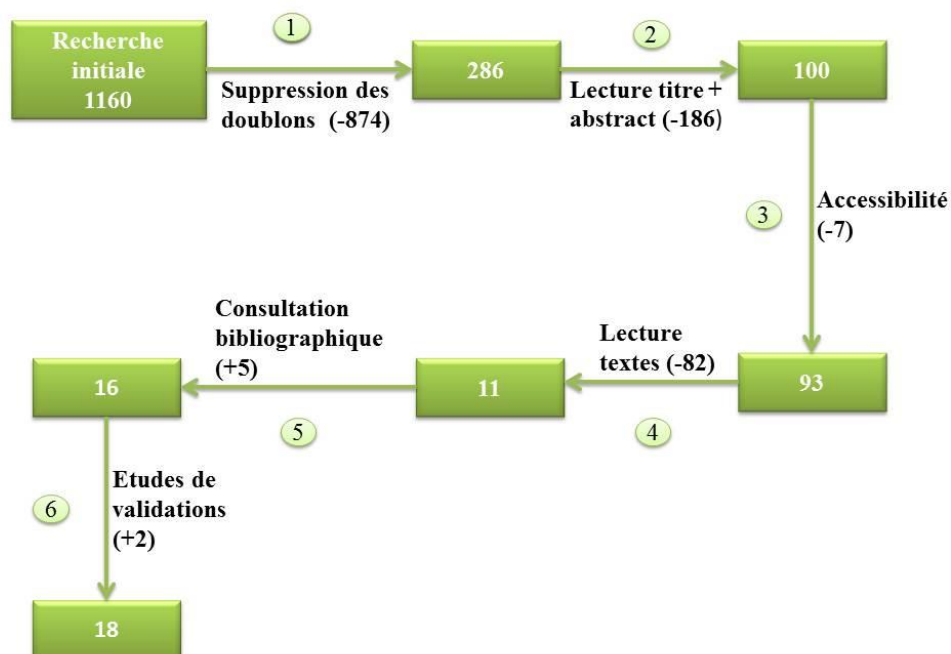 Recherche
initiale
1160
1
Suppression des
doublons (-874)
286
2
Lecture titre +
abstract (-186)
100
3
Accessibilité
(-7)
93
Lecture
textes (-82)
4
11
Consultation
bibliographique
(+5)
5
16
6
Etudes de
validations
(+2)
18